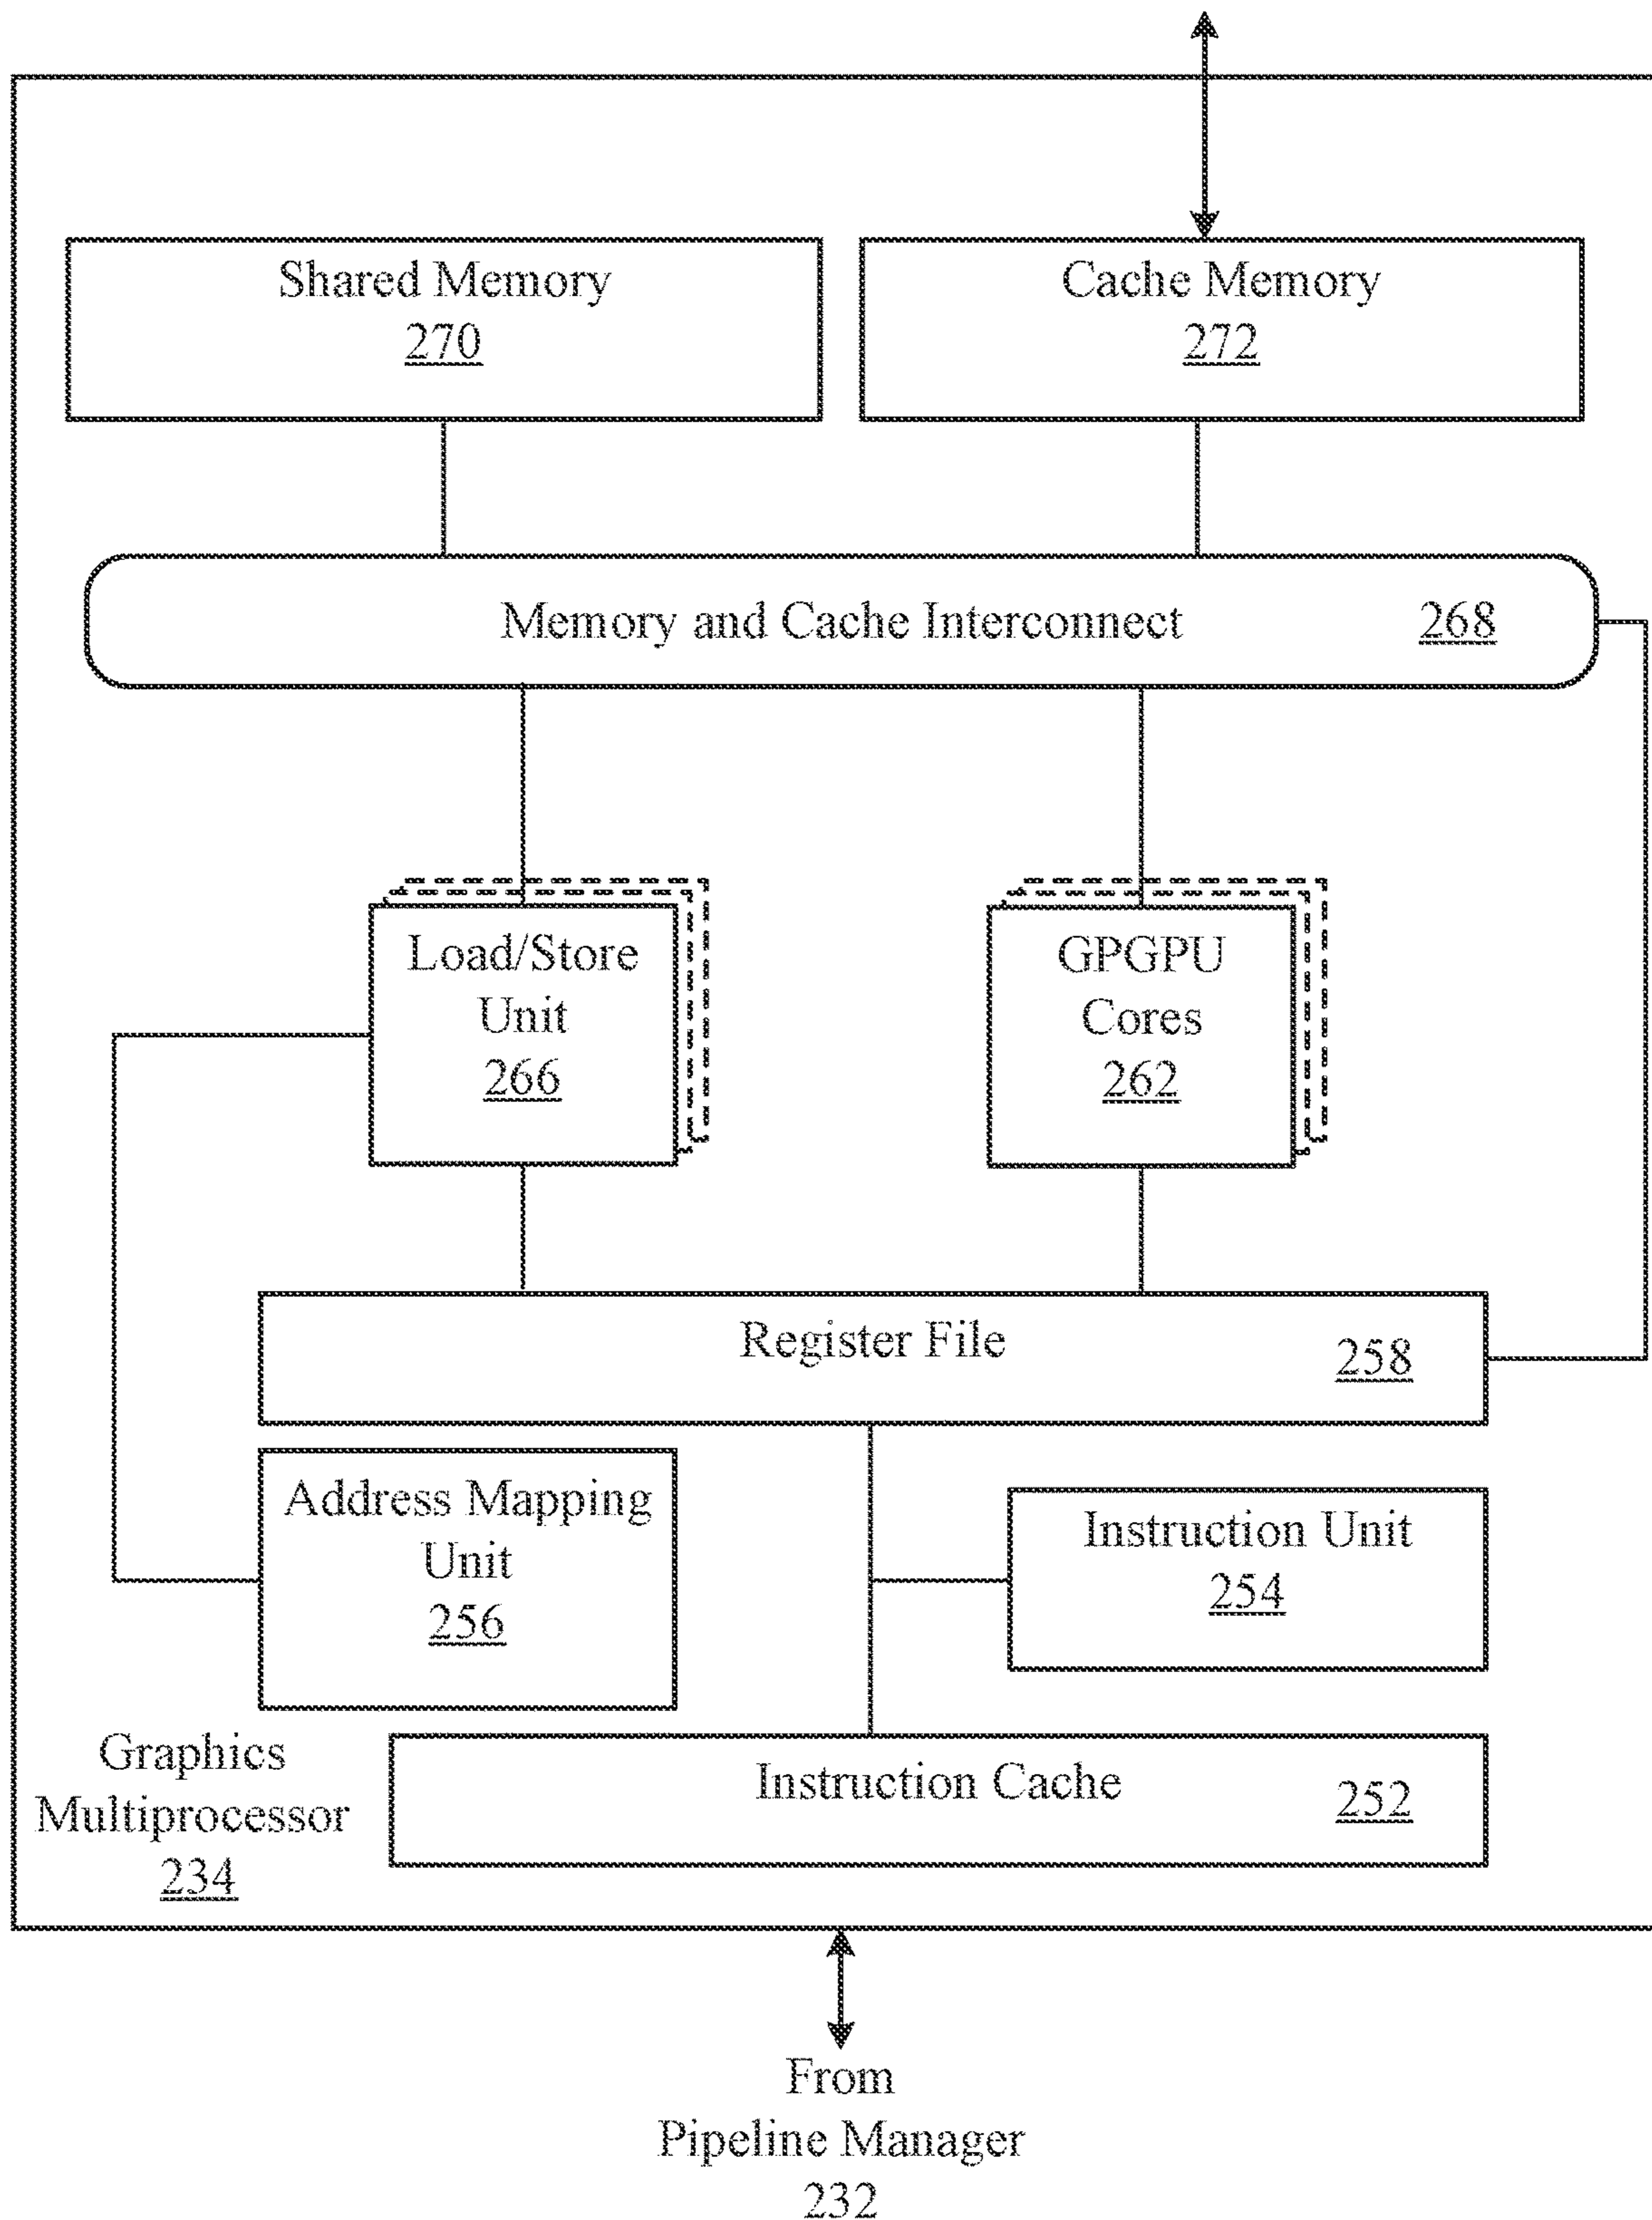 Shared Memory
270
Cache Memory
272
Memory and Cache Interconnect 268
Load/Store
Unit
266
GPGPU
Cores
262
Register File 258
Address Mapping
Unit
256
Instruction Unit
254
Graphics
Multiprocessor
234
Instruction Cache 252
From
Pipeline Manager
232